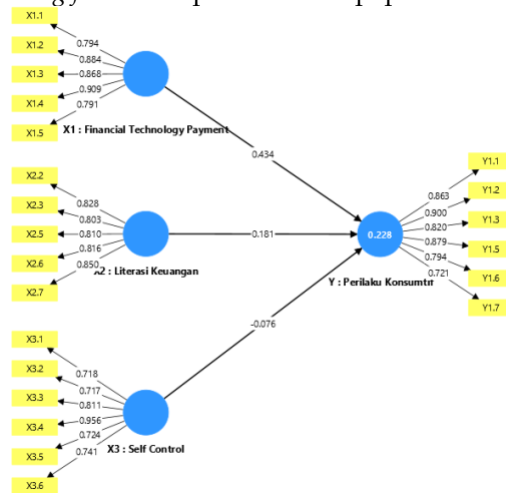 X1.1
X1.2
X1.3
X1.4
X1.5
0.794
0.884
0.868
0.909
0.791
X1 : Financial Technology Payment
0.434
X2.2
X2.3
X2.5
X2.6
X2.7
0.828
0.803
0.810
0.816
0.850
X2 : Literasi Keuangan
0.181
X3.1
X3.2
X3.3
X3.4
X3.5
X3.6
0.718
0.717
0.811
0.956
0.724
0.741
X3 : Self Control
-0.076
0.228
Y : Perilaku Konsumtif
0.863
0.900
0.820
0.879
0.794
0.721
Y1.1
Y1.2
Y1.3
Y1.5
Y1.6
Y1.7